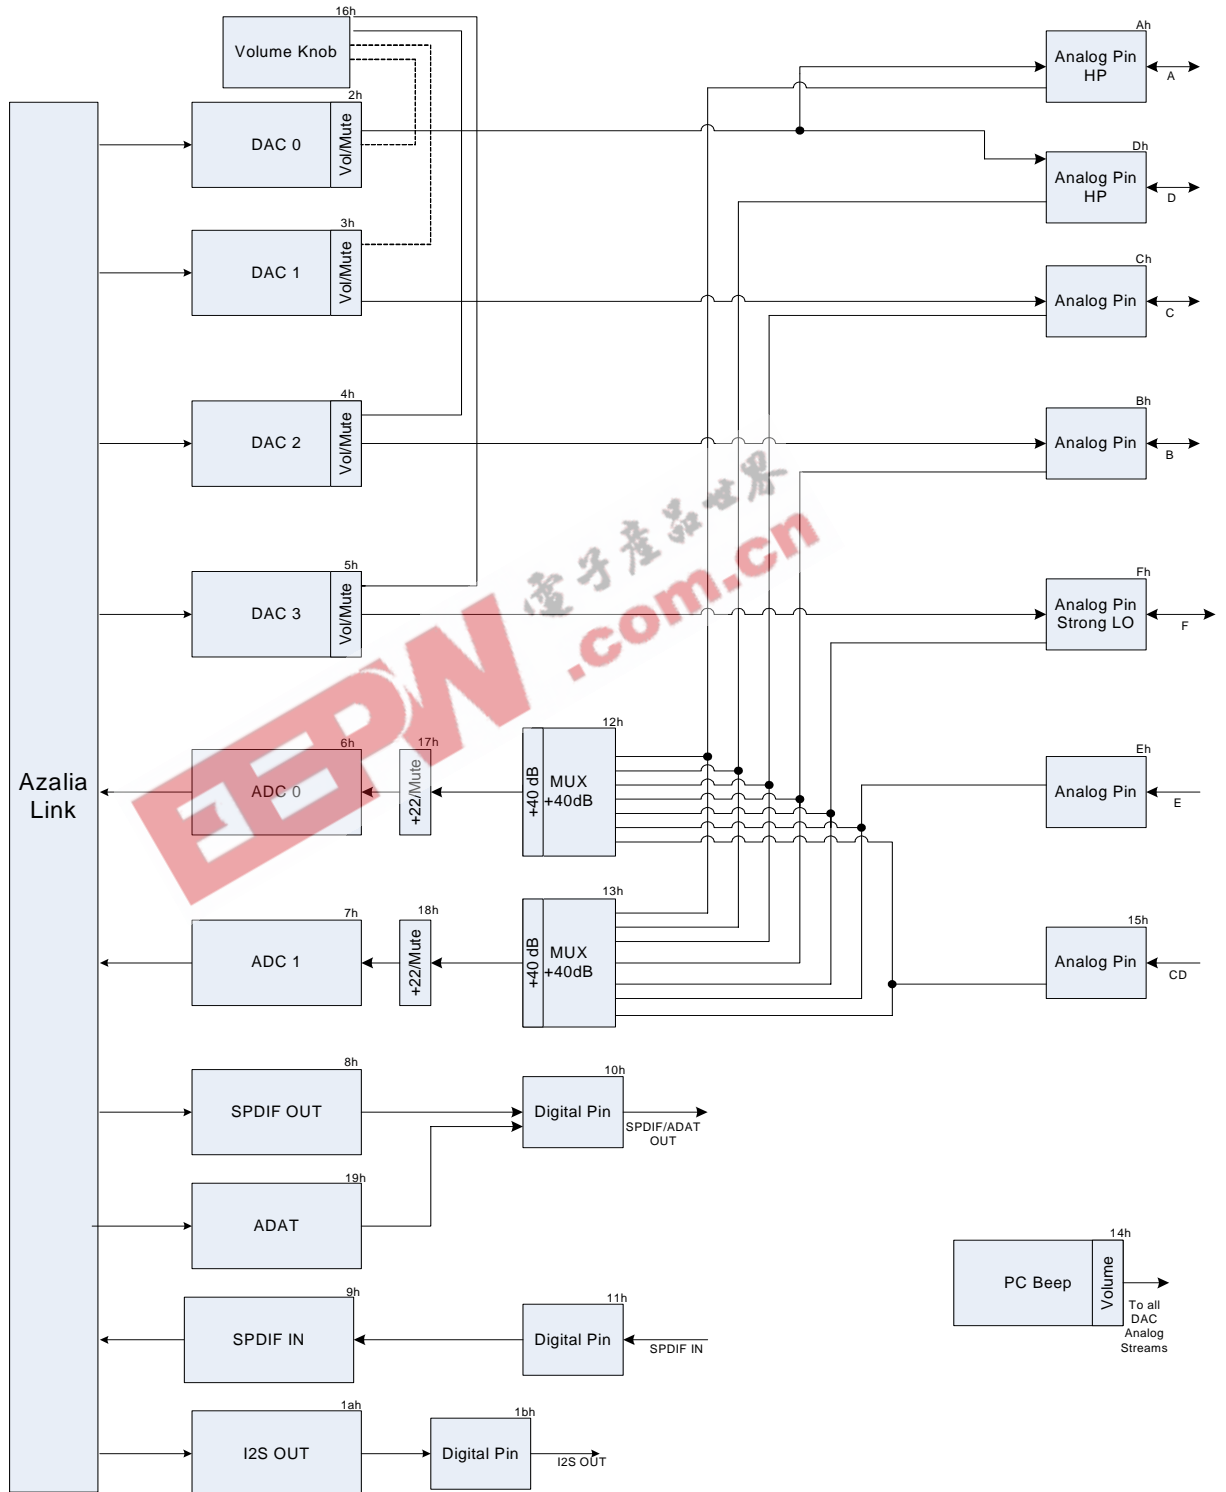 16h
Volume Knob
Ah
Analog Pin
HP
A
2h
DAC 0
Vol/Mute
Dh
Analog Pin
HP
D
3h
DAC 1
Vol/Mute
Ch
Analog Pin
C
4h
DAC 2
Vol/Mute
Bh
Analog Pin
B
電子產品世界
EEPW
.com.cn
5h
DAC 3
Vol/Mute
Fh
Analog Pin
Strong LO
F
Azalia
Link
6h
ADC 0
17h
+22/Mute
12h
+40 dB
MUX
+40dB
Eh
Analog Pin
E
7h
ADC 1
18h
+22/Mute
13h
+40 dB
MUX
+40dB
15h
Analog Pin
CD
8h
SPDIF OUT
10h
Digital Pin
SPDIF/ADAT
OUT
19h
ADAT
14h
PC Beep
Volume
To all
DAC
Analog
Streams
9h
SPDIF IN
11h
Digital Pin
SPDIF IN
1ah
I2S OUT
1bh
Digital Pin
I2S OUT